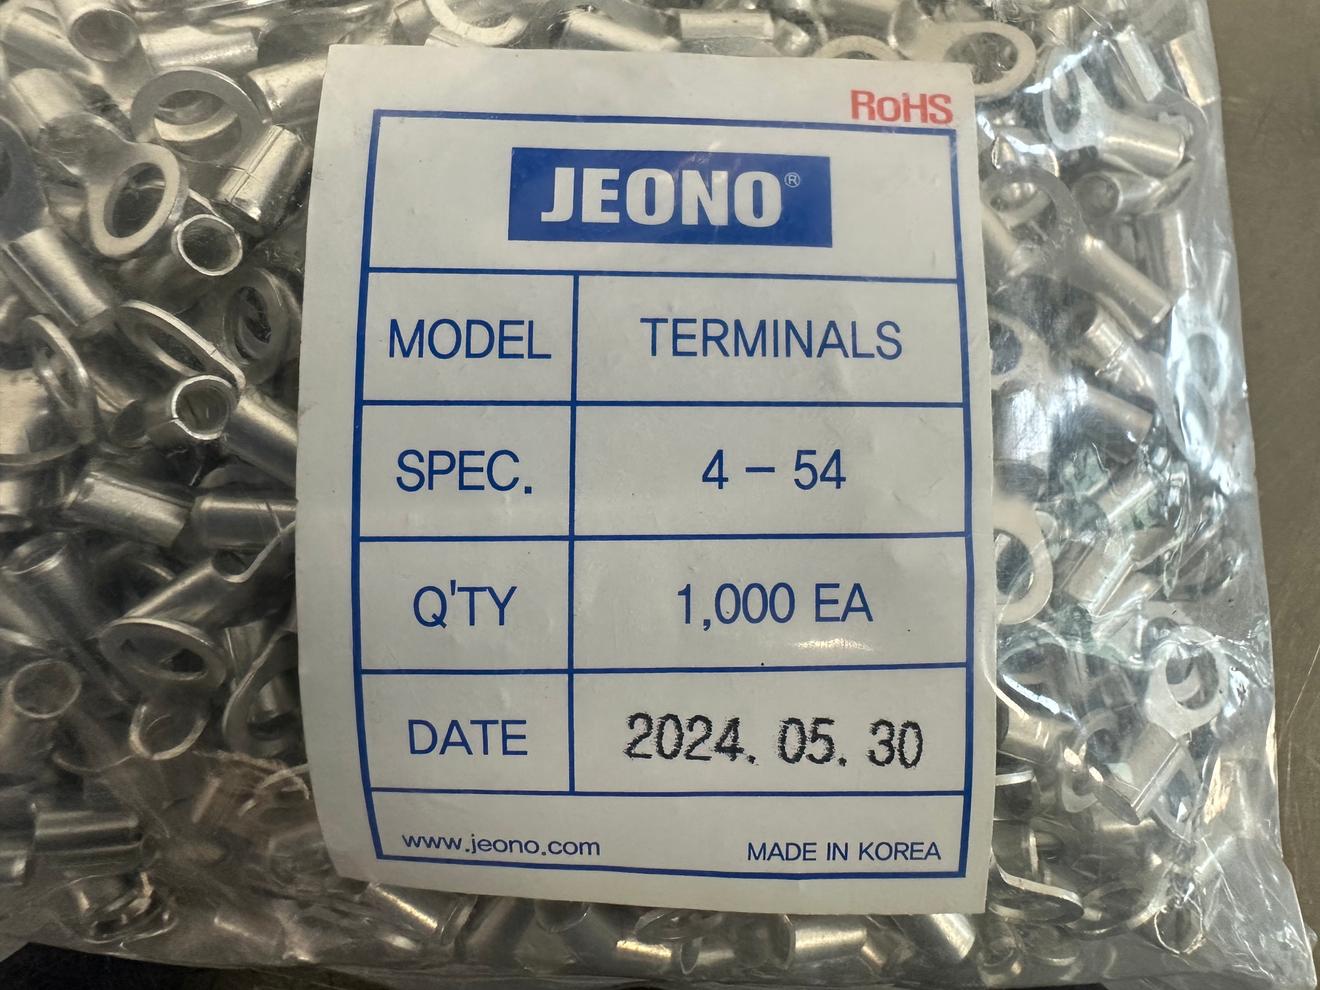 RoHS
JEONO®
MODEL TERMINALS
SPEC. 4 – 54
Q'TY 1,000 EA
DATE 2024. 05. 30
www.jeono.com MADE IN KOREA